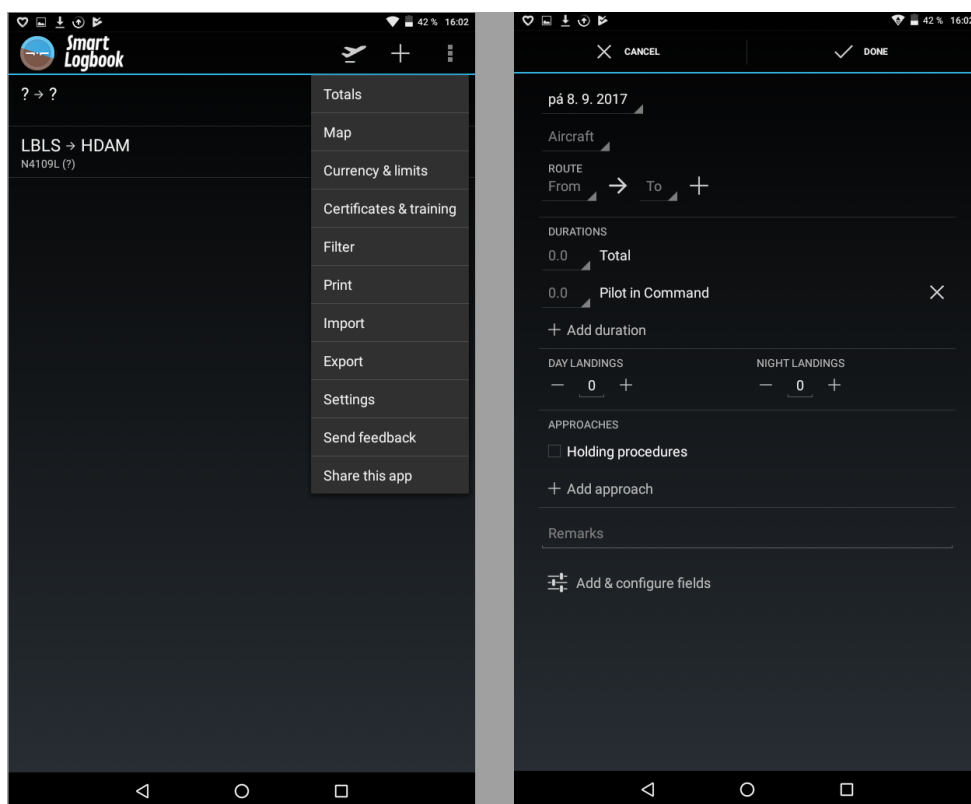 42 % 16:02
Smart
Logbook
? → ?
LBLS → HDAM
N4109L (?)
Totals
Map
Currency & limits
Certificates & training
Filter
Print
Import
Export
Settings
Send feedback
Share this app
42 % 16:02
CANCEL
DONE
pá 8. 9. 2017
Aircraft
ROUTE
From → To
DURATIONS
0.0 Total
0.0 Pilot in Command
+ Add duration
DAY LANDINGS NIGHT LANDINGS
— 0 + — 0 +
APPROACHES
Holding procedures
+ Add approach
Remarks
Add & configure fields